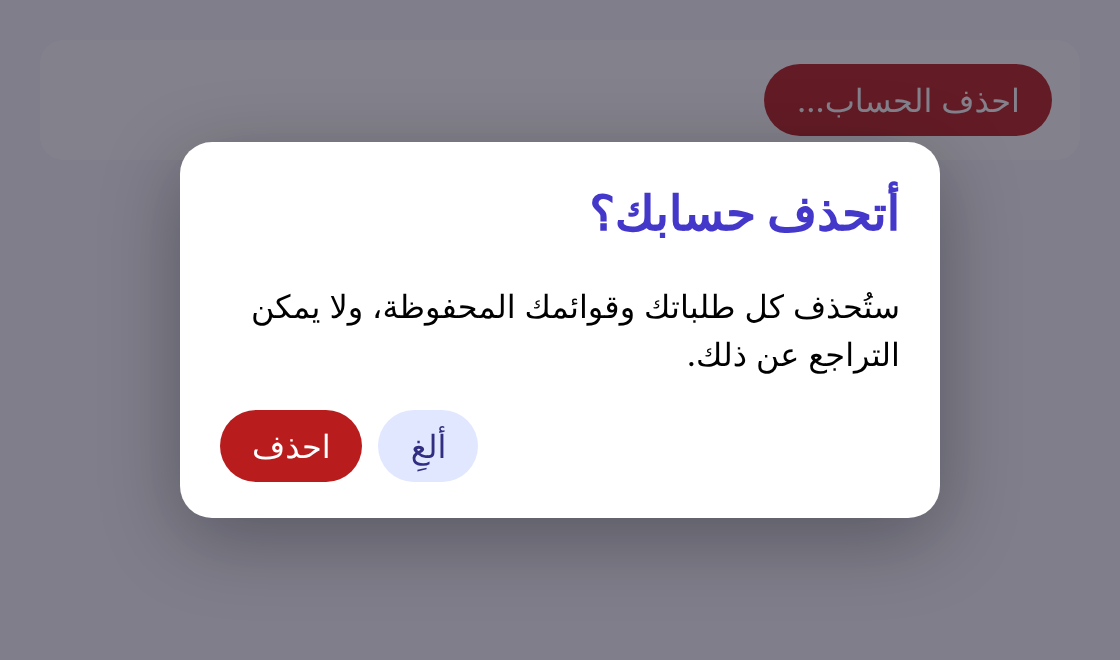 احذف الحساب...
أتحذف حسابك؟
ستُحذف كل طلباتك وقوائمك المحفوظة، ولا يمكن
التراجع عن ذلك.
ألغِ
احذف